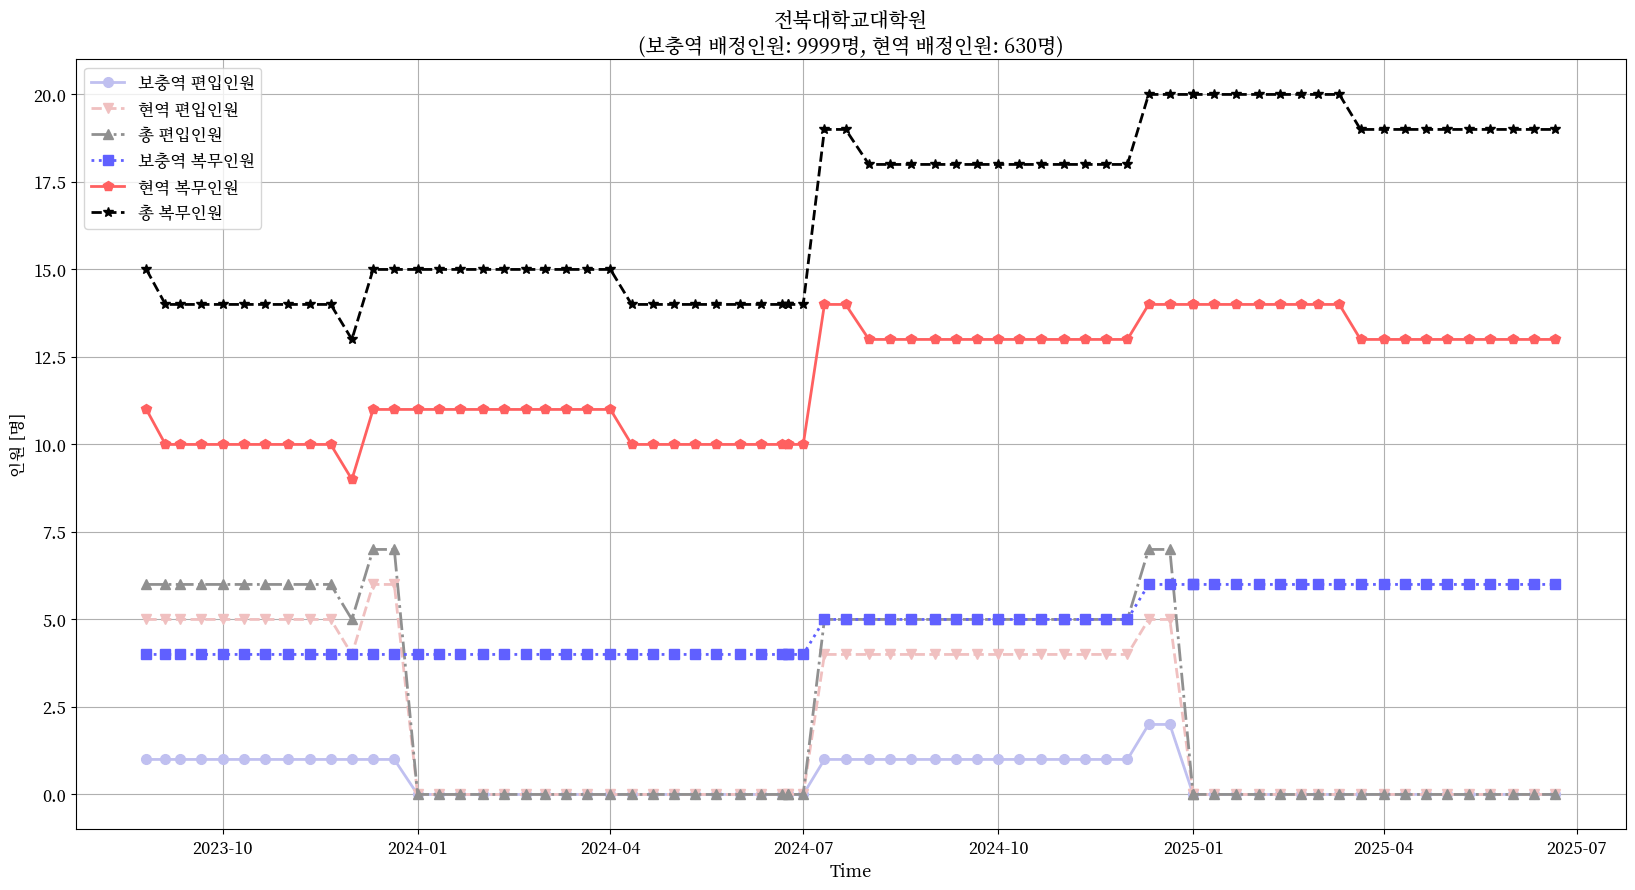 전북대학교대학원
(보충역 배정인원: 9999명, 현역 배정인원: 630명)
보충역 편입인원
현역 편입인원
총 편입인원
보충역 복무인원
현역 복무인원
총 복무인원
인원 [명]
20.0
17.5
15.0
12.5
10.0
7.5
5.0
2.5
0.0
2023-10
2024-01
2024-04
2024-07
2024-10
2025-01
2025-04
2025-07
Time